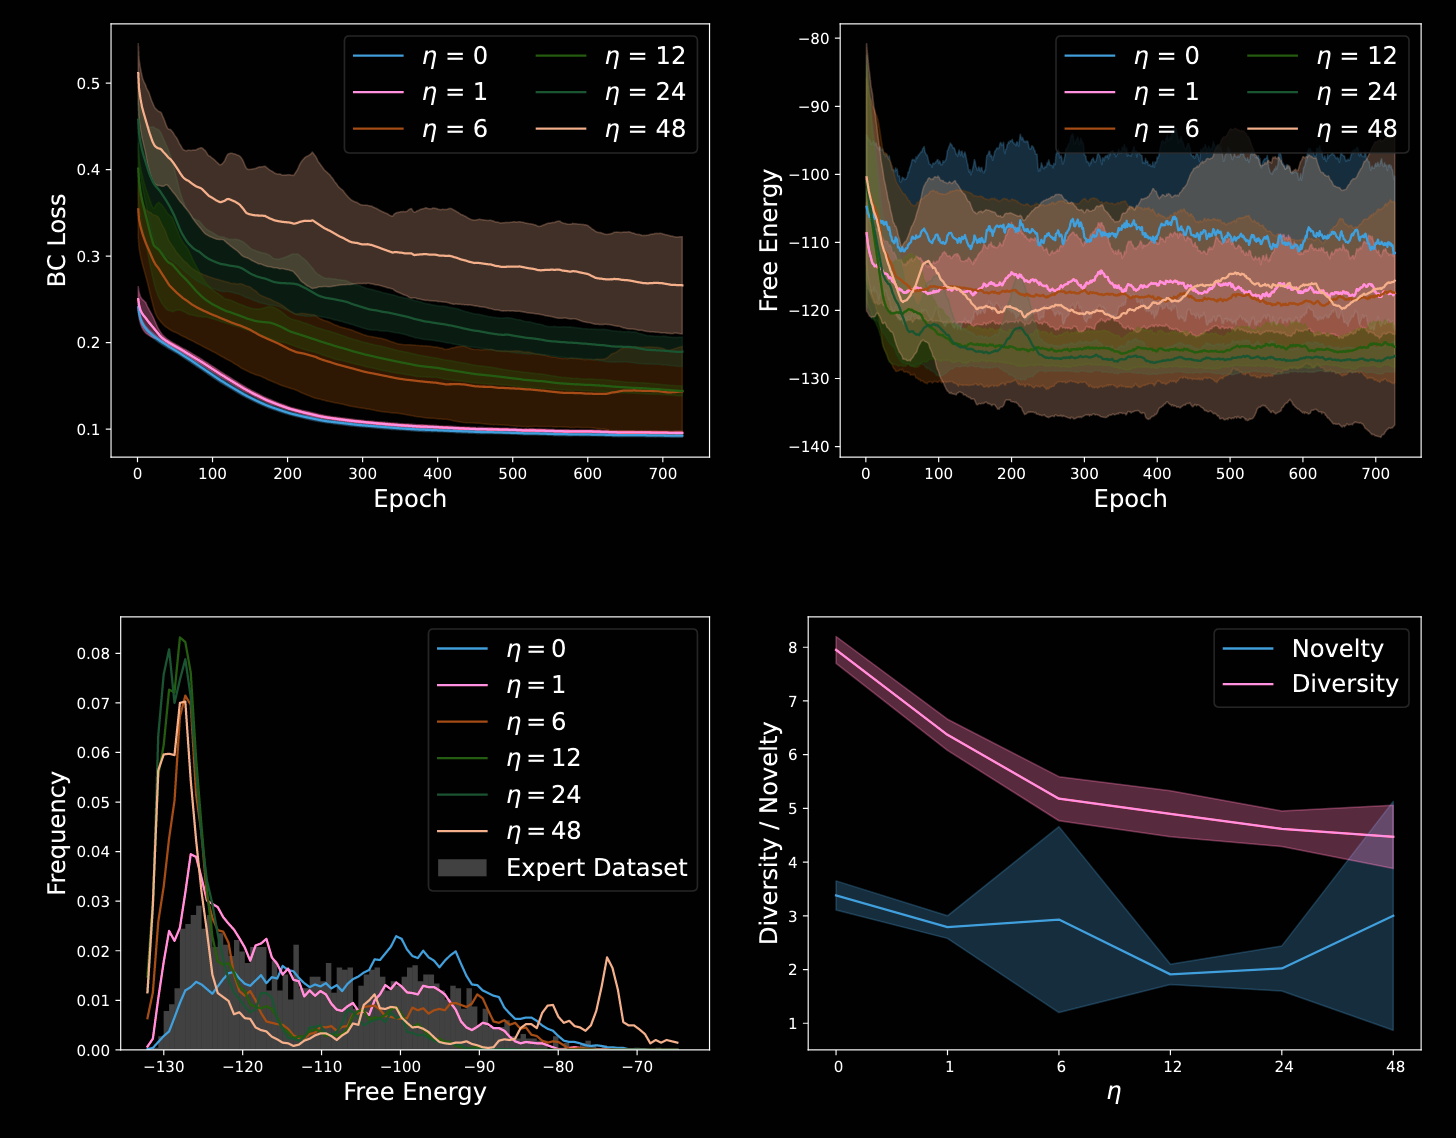 η = 0 η = 12
η = 1 η = 24
η = 6 η = 48
0.5
0.4
0.3
0.2
0.1
BC Loss
0 100 200 300 400 500 600 700
Epoch
η = 0 η = 12
η = 1 η = 24
η = 6 η = 48
−80
−90
−100
−110
−120
−130
−140
Free Energy
0 100 200 300 400 500 600 700
Epoch
η = 0
η = 1
η = 6
η = 12
η = 24
η = 48
Expert Dataset
0.08
0.07
0.06
0.05
0.04
0.03
0.02
0.01
0.00
Frequency
−130 −120 −110 −100 −90 −80 −70
Free Energy
Novelty
Diversity
8
7
6
5
4
3
2
1
Diversity / Novelty
0 1 6 12 24 48
η